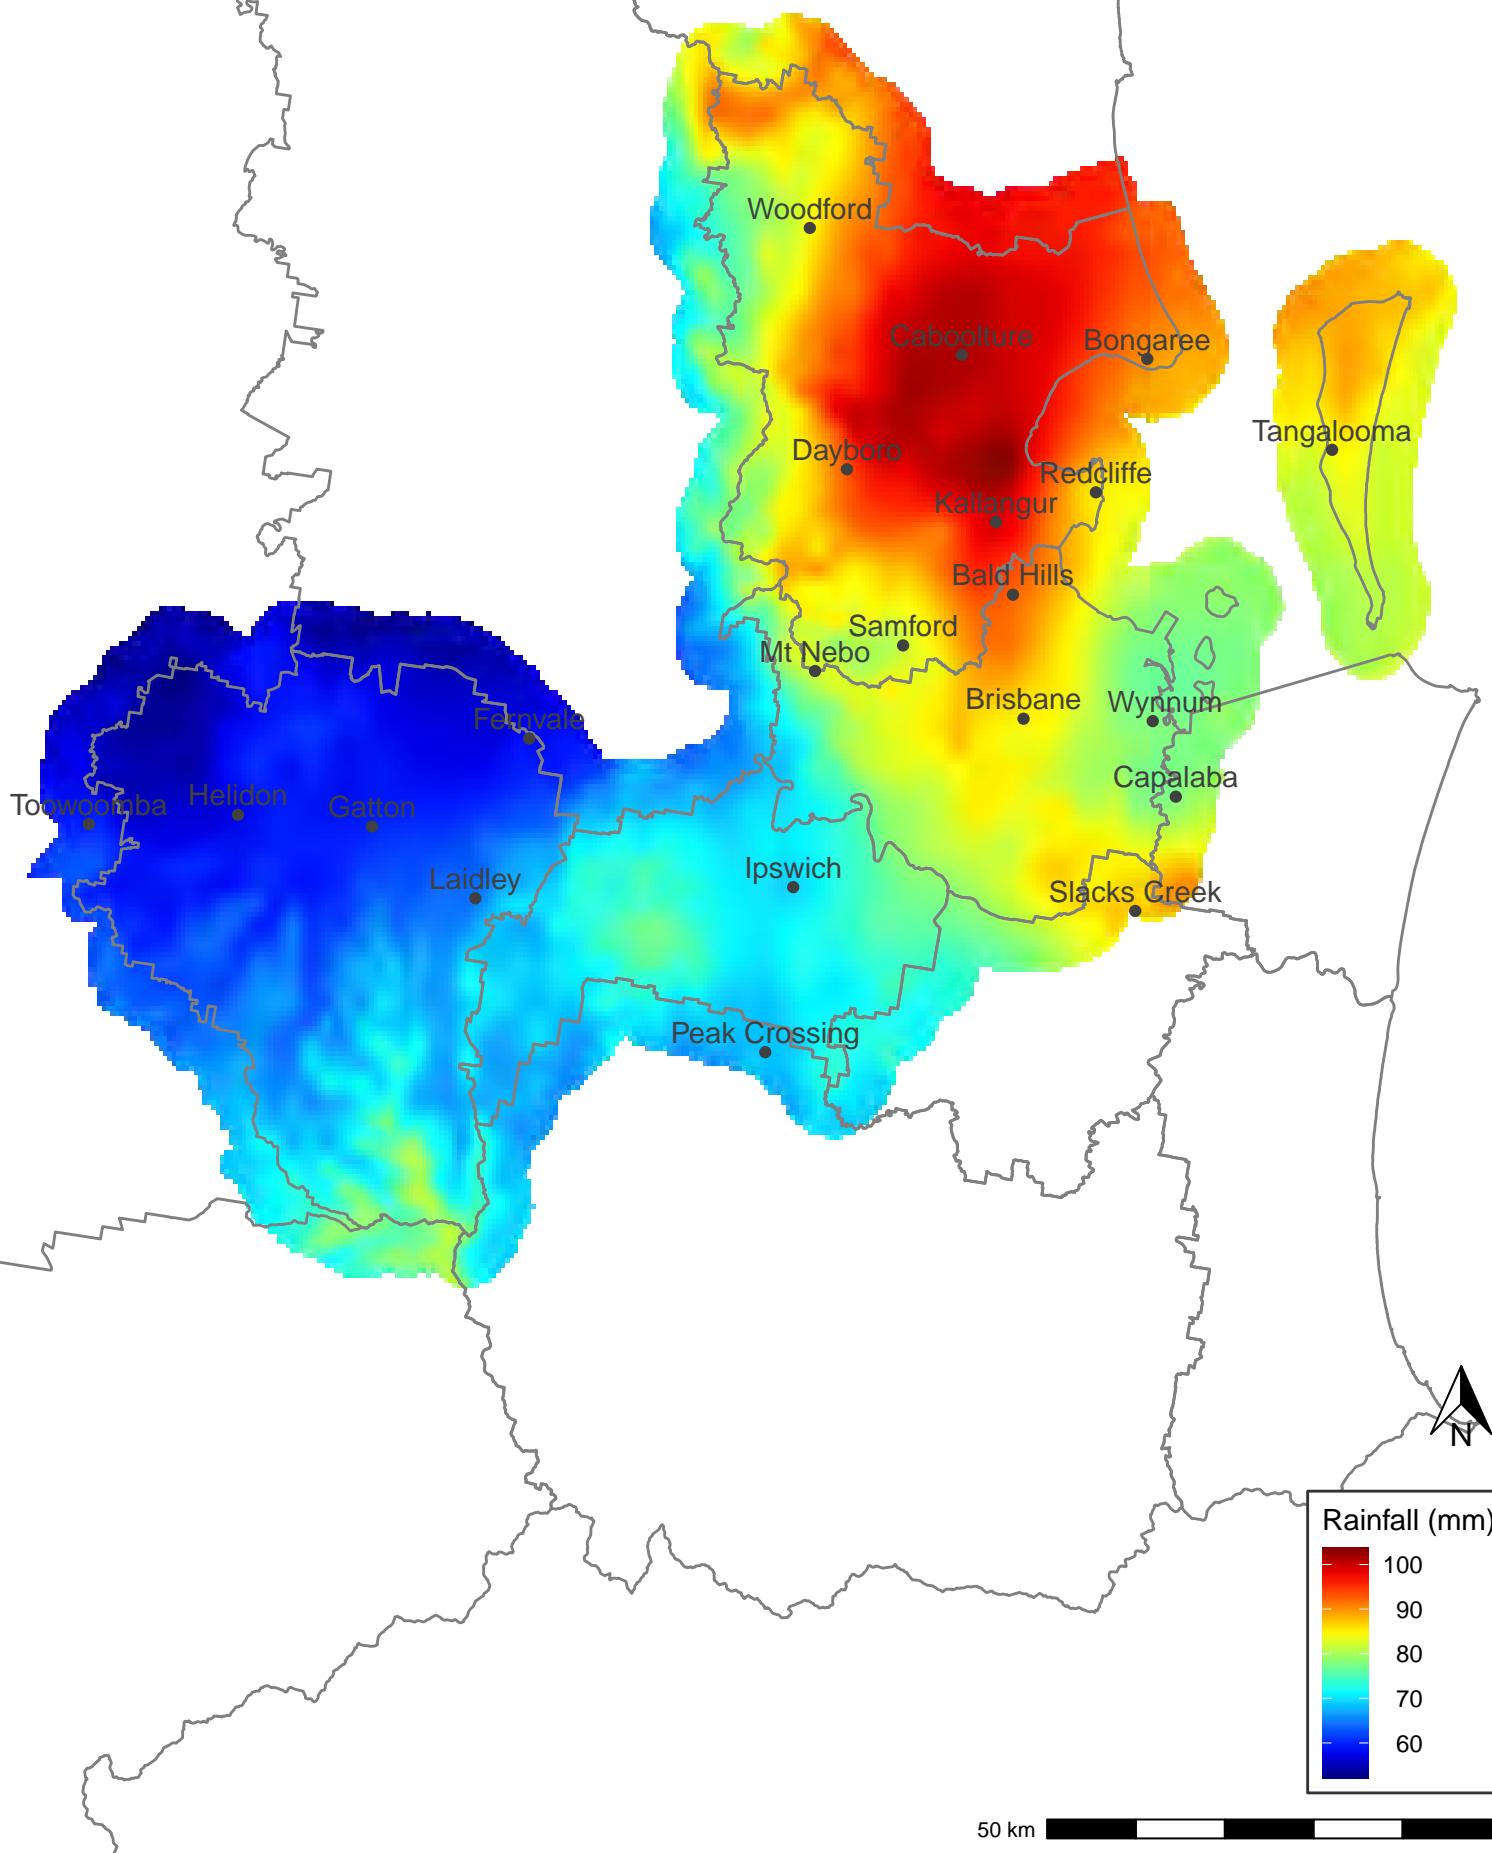 Woodford
Caboolture
Bongaree
Tangalooma
Dayboro
Redcliffe
Kallangur
Bald Hills
Samford
Mt Nebo
Brisbane
Wynnum
Fernvale
Capalaba
Toowoomba
Helidon
Gatton
Ipswich
Laidley
Slacks Creek
Peak Crossing
N
Rainfall (mm)
100
90
80
70
60
50 km